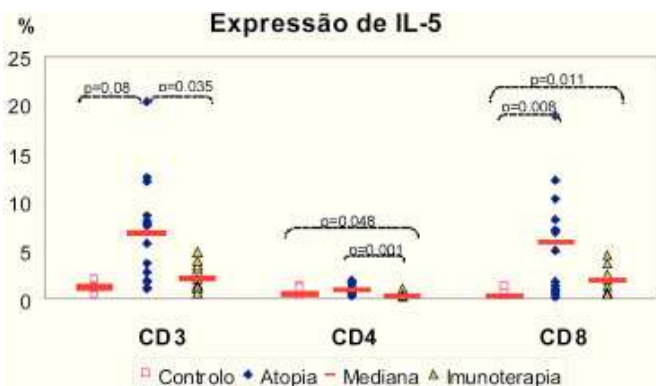 Expressão de IL-5
%
25
20
15
10
5
0
p=0.08
p=0.035
p=0.048
p=0.001
p=0.011
p=0.008
CD3
CD4
CD8
Controlo
Atopia
Mediana
Imunoterapia